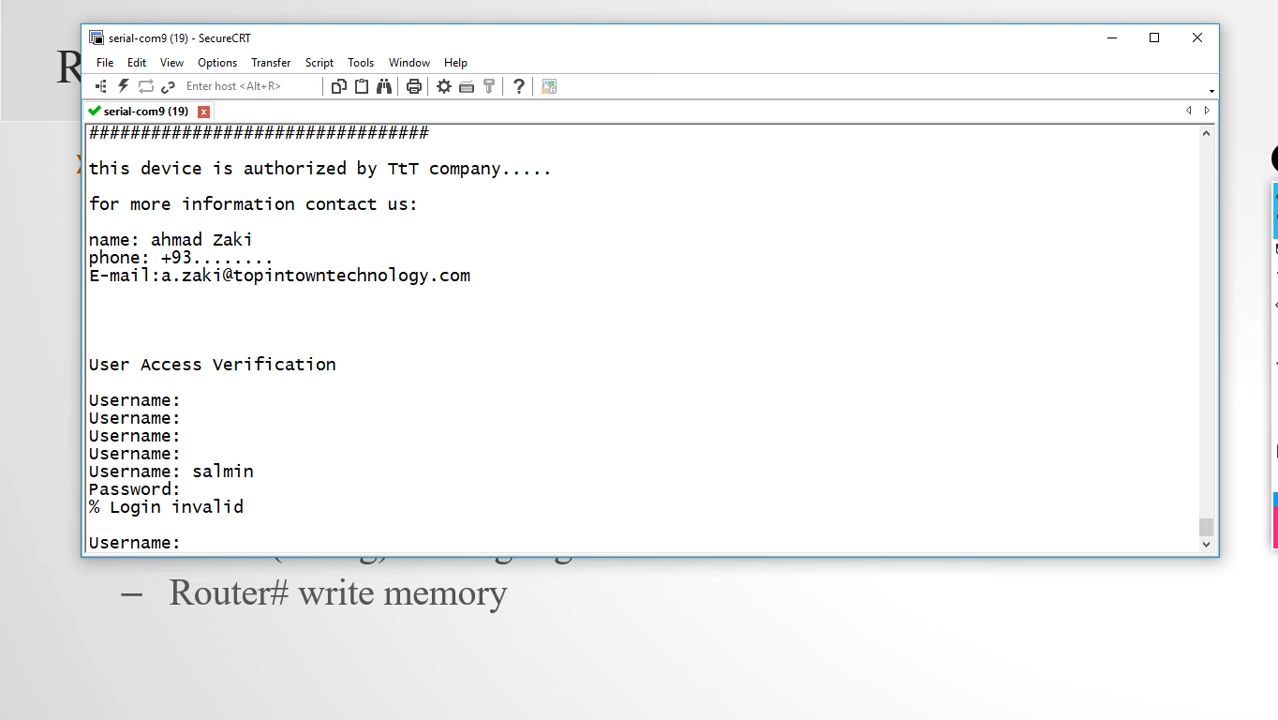 R
serial-com9 (19) - SecureCRT
File Edit View Options Transfer Script Tools Window Help
Enter host <Alt+R>
serial-com9 (19)
#################################
this device is authorized by TtT company.....
for more information contact us:
name: ahmad Zaki
phone: +93........
E-mail:a.zaki@topintowntechnology.com
User Access Verification
Username:
Username:
Username:
Username:
Username: salmin
Password:
% Login invalid
Username:
– Router# write memory